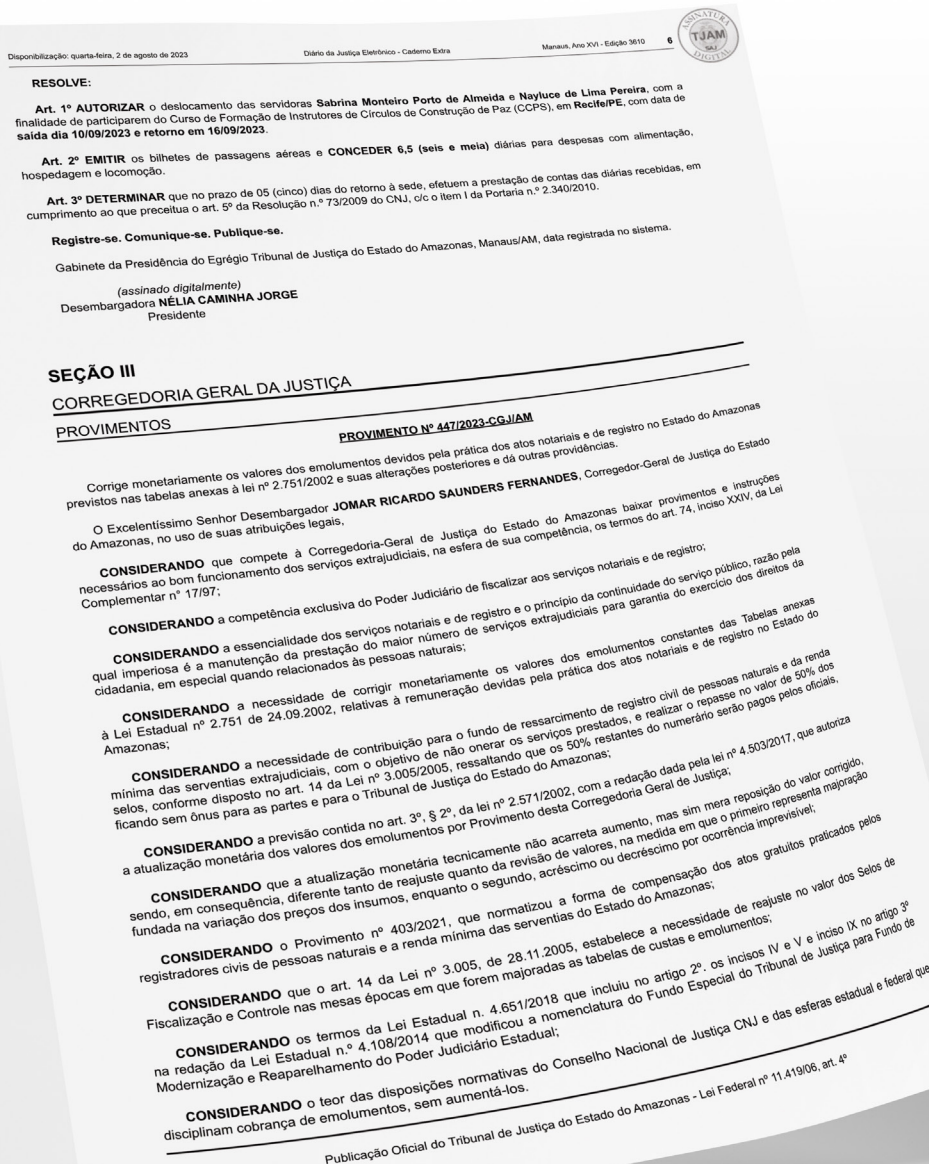 Disponibilização: quarta-feira, 2 de agosto de 2023 Diário da Justiça Eletrônico - Caderno Extra Manaus, Ano XVI - Edição 3610 6
ASSINATURA
TJAM
SAJ
DIGITAL
RESOLVE:
Art. 1º AUTORIZAR o deslocamento das servidoras Sabrina Monteiro Porto de Almeida e Nayluce de Lima Pereira, com a
finalidade de participarem do Curso de Formação de Instrutores de Círculos de Construção de Paz (CCPS), em Recife/PE, com data de
saída dia 10/09/2023 e retorno em 16/09/2023.
Art. 2º EMITIR os bilhetes de passagens aéreas e CONCEDER 6,5 (seis e meia) diárias para despesas com alimentação,
hospedagem e locomoção.
Art. 3º DETERMINAR que no prazo de 05 (cinco) dias do retorno à sede, efetuem a prestação de contas das diárias recebidas, em
cumprimento ao que preceitua o art. 5º da Resolução n.º 73/2009 do CNJ, c/c o item I da Portaria n.º 2.340/2010.
Registre-se. Comunique-se. Publique-se.
Gabinete da Presidência do Egrégio Tribunal de Justiça do Estado do Amazonas, Manaus/AM, data registrada no sistema.
(assinado digitalmente)
Desembargadora NÉLIA CAMINHA JORGE
Presidente
SEÇÃO III
CORREGEDORIA GERAL DA JUSTIÇA
PROVIMENTOS
PROVIMENTO Nº 447/2023-CGJ/AM
Corrige monetariamente os valores dos emolumentos devidos pela prática dos atos notariais e de registro no Estado do Amazonas
previstos nas tabelas anexas à lei nº 2.751/2002 e suas alterações posteriores e dá outras providências.
O Excelentíssimo Senhor Desembargador JOMAR RICARDO SAUNDERS FERNANDES, Corregedor-Geral de Justiça do Estado
do Amazonas, no uso de suas atribuições legais,
CONSIDERANDO que compete à Corregedoria-Geral de Justiça do Estado do Amazonas baixar provimentos e instruções
necessários ao bom funcionamento dos serviços extrajudiciais, na esfera de sua competência, os termos do art. 74, inciso XXIV, da Lei
Complementar n° 17/97;
CONSIDERANDO a competência exclusiva do Poder Judiciário de fiscalizar aos serviços notariais e de registro;
CONSIDERANDO a essencialidade dos serviços notariais e de registro e o princípio da continuidade do serviço público, razão pela
qual imperiosa é a manutenção da prestação do maior número de serviços extrajudiciais para garantia do exercício dos direitos da
cidadania, em especial quando relacionados às pessoas naturais;
CONSIDERANDO a necessidade de corrigir monetariamente os valores dos emolumentos constantes das Tabelas anexas
à Lei Estadual nº 2.751 de 24.09.2002, relativas à remuneração devidas pela prática dos atos notariais e de registro no Estado do
Amazonas;
CONSIDERANDO a necessidade de contribuição para o fundo de ressarcimento de registro civil de pessoas naturais e da renda
mínima das serventias extrajudiciais, com o objetivo de não onerar os serviços prestados, e realizar o repasse no valor de 50% dos
selos, conforme disposto no art. 14 da Lei nº 3.005/2005, ressaltando que os 50% restantes do numerário serão pagos pelos oficiais,
ficando sem ônus para as partes e para o Tribunal de Justiça do Estado do Amazonas;
CONSIDERANDO a previsão contida no art. 3º, § 2º, da lei nº 2.571/2002, com a redação dada pela lei nº 4.503/2017, que autoriza
a atualização monetária dos valores dos emolumentos por Provimento desta Corregedoria Geral de Justiça;
CONSIDERANDO que a atualização monetária tecnicamente não acarreta aumento, mas sim mera reposição do valor corrigido,
sendo, em consequência, diferente tanto de reajuste quanto da revisão de valores, na medida em que o primeiro representa majoração
fundada na variação dos preços dos insumos, enquanto o segundo, acréscimo ou decréscimo por ocorrência imprevisível;
CONSIDERANDO o Provimento nº 403/2021, que normatizou a forma de compensação dos atos gratuitos praticados pelos
registradores civis de pessoas naturais e a renda mínima das serventias do Estado do Amazonas;
CONSIDERANDO que o art. 14 da Lei nº 3.005, de 28.11.2005, estabelece a necessidade de reajuste no valor dos Selos de
Fiscalização e Controle nas mesas épocas em que forem majoradas as tabelas de custas e emolumentos;
CONSIDERANDO os termos da Lei Estadual n. 4.651/2018 que incluiu no artigo 2º. os incisos IV e V e inciso IX no artigo 3º
na redação da Lei Estadual n.º 4.108/2014 que modificou a nomenclatura do Fundo Especial do Tribunal de Justiça para Fundo de
Modernização e Reaparelhamento do Poder Judiciário Estadual;
CONSIDERANDO o teor das disposições normativas do Conselho Nacional de Justiça CNJ e das esferas estadual e federal que
disciplinam cobrança de emolumentos, sem aumentá-los.
Publicação Oficial do Tribunal de Justiça do Estado do Amazonas - Lei Federal nº 11.419/06, art. 4º